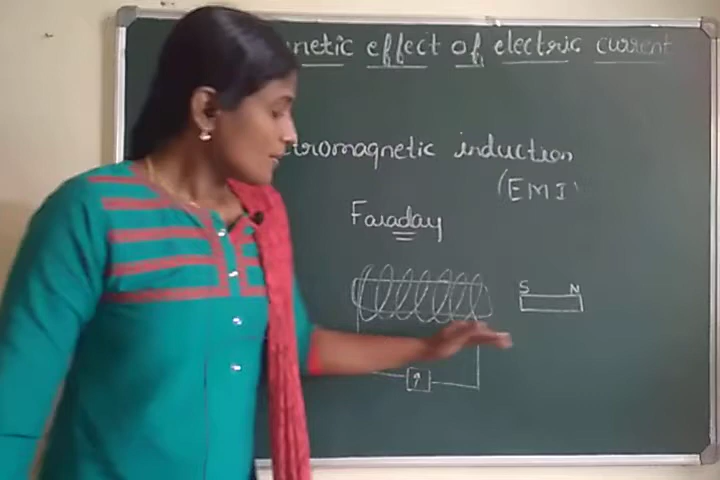 netic effect of electric current
tromagnetic induction
(EMI)
Faraday
S N